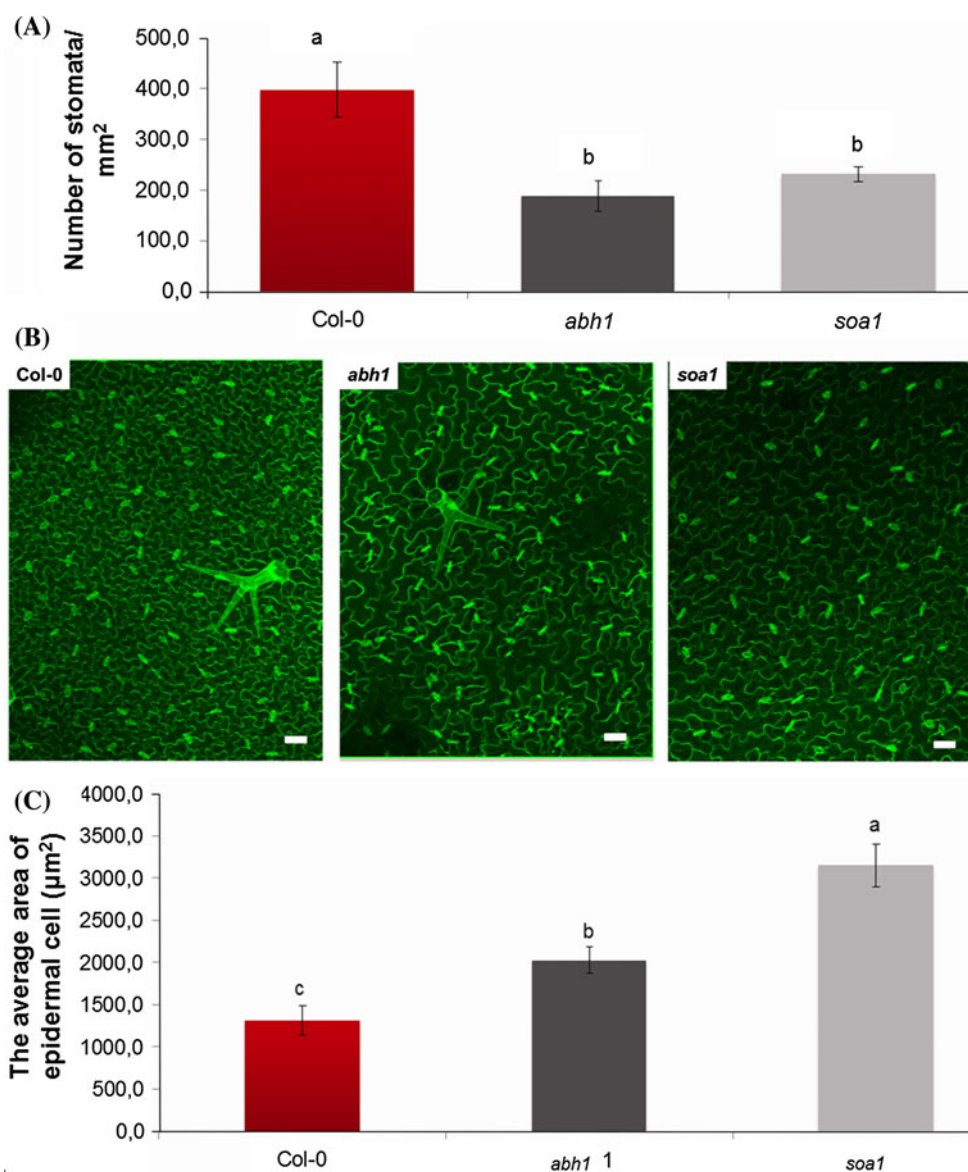 (A)
500,0
400,0
300,0
200,0
100,0
0,0
Number of stomata/
mm²
a
b
b
Col-0
abh1
soa1
(B)
Col-0
abh1
soa1
(C)
4000,0
3500,0
3000,0
2500,0
2000,0
1500,0
1000,0
500,0
0,0
The average area of
epidermal cell (µm²)
c
b
a
Col-0
abh1 1
soa1